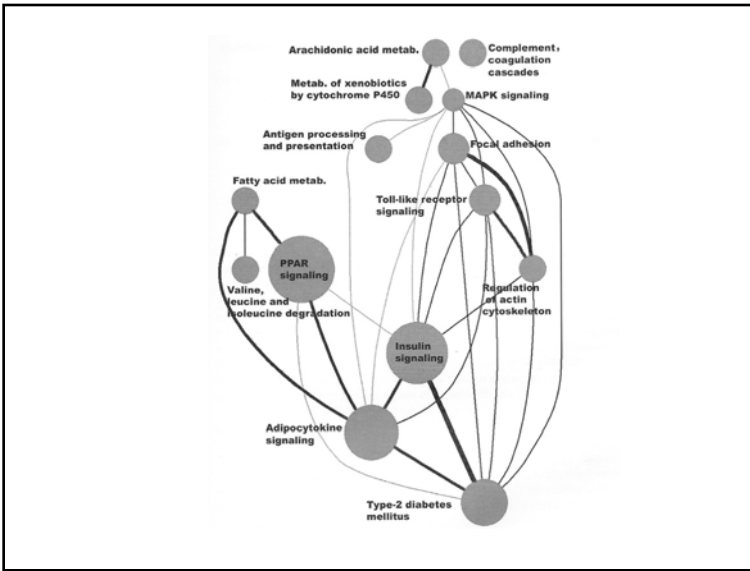 Arachidonic acid metab.
Complement,
coagulation
cascades
Metab. of xenobiotics
by cytochrome P450
MAPK signaling
Antigen processing
and presentation
Focal adhesion
Fatty acid metab.
Toll-like receptor
signaling
PPAR
signaling
Valine,
leucine and
isoleucine degradation
Regulation
of actin
cytoskeleton
Insulin
signaling
Adipocytokine
signaling
Type-2 diabetes
mellitus